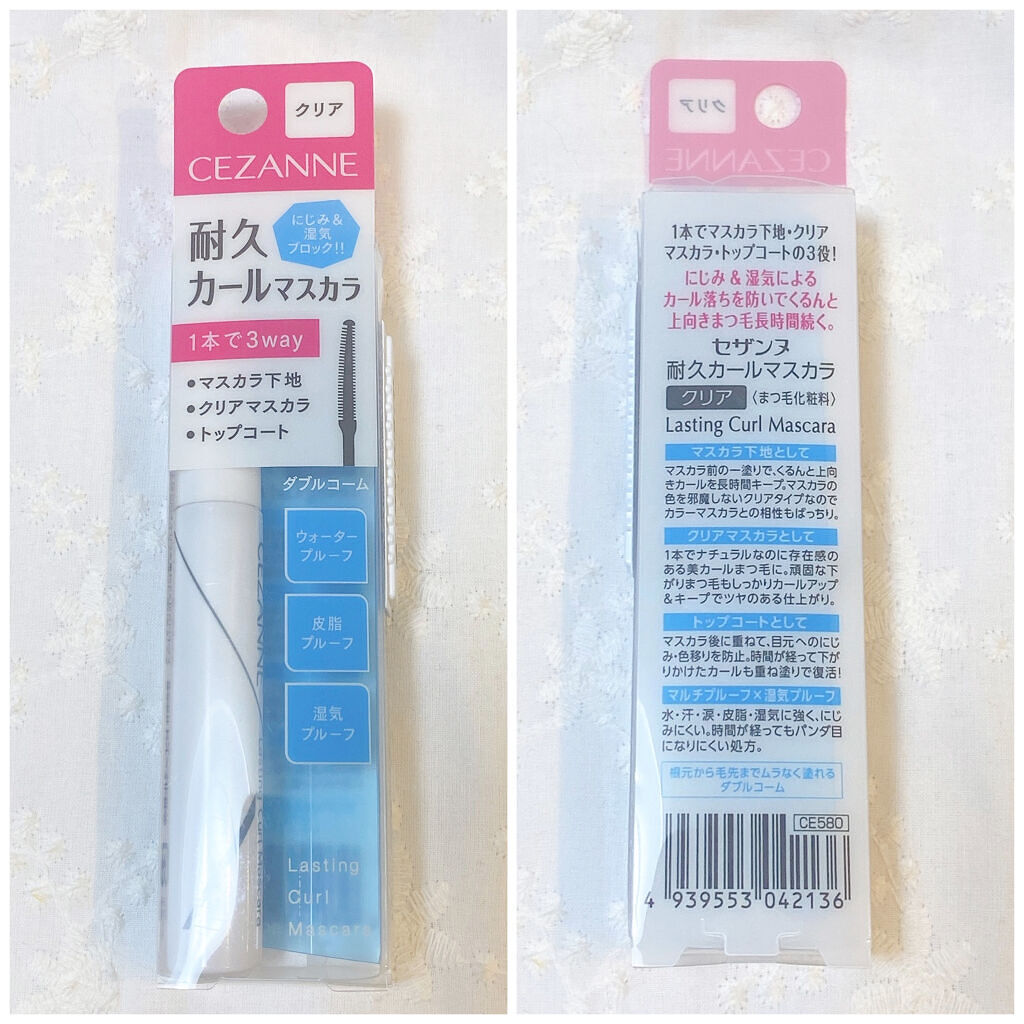 クリア
CEZANNE
耐久
カールマスカラ
にじみ&
湿気
ブロック!!
1本で3way
●マスカラ下地
●クリアマスカラ
●トップコート
ダブルコーム
ウォーター
プルーフ
皮脂
プルーフ
湿気
プルーフ
Lasting
Curl
Mascara
クリア
CEZANNE
1本でマスカラ下地・クリア
マスカラ・トップコートの3役!
にじみ&湿気による
カール落ちを防いでくるんと
上向きまつ毛長時間続く。
セザンヌ
耐久カールマスカラ
クリア〈まつ毛化粧料〉
Lasting Curl Mascara
マスカラ下地として
マスカラ前の一塗りで、くるんと上向
きカールを長時間キープ。マスカラの
色を邪魔しないクリアタイプなので
カラーマスカラとの相性もばっちり。
クリアマスカラとして
1本でナチュラルなのに存在感の
ある美カールまつ毛に。頑固な下
がりまつ毛もしっかりカールアップ
&キープでツヤのある仕上がり。
トップコートとして
マスカラ後に重ねて、目元へのにじ
み・色移りを防止。時間が経って下が
りかけたカールも重ね塗りで復活!
マルチプルーフ×湿気プルーフ
水・汗・涙・皮脂・湿気に強く、にじ
みにくい。時間が経ってもパンダ目
になりにくい処方。
根元から毛先までムラなく塗れる
ダブルコーム
CE580
4 939553 042136